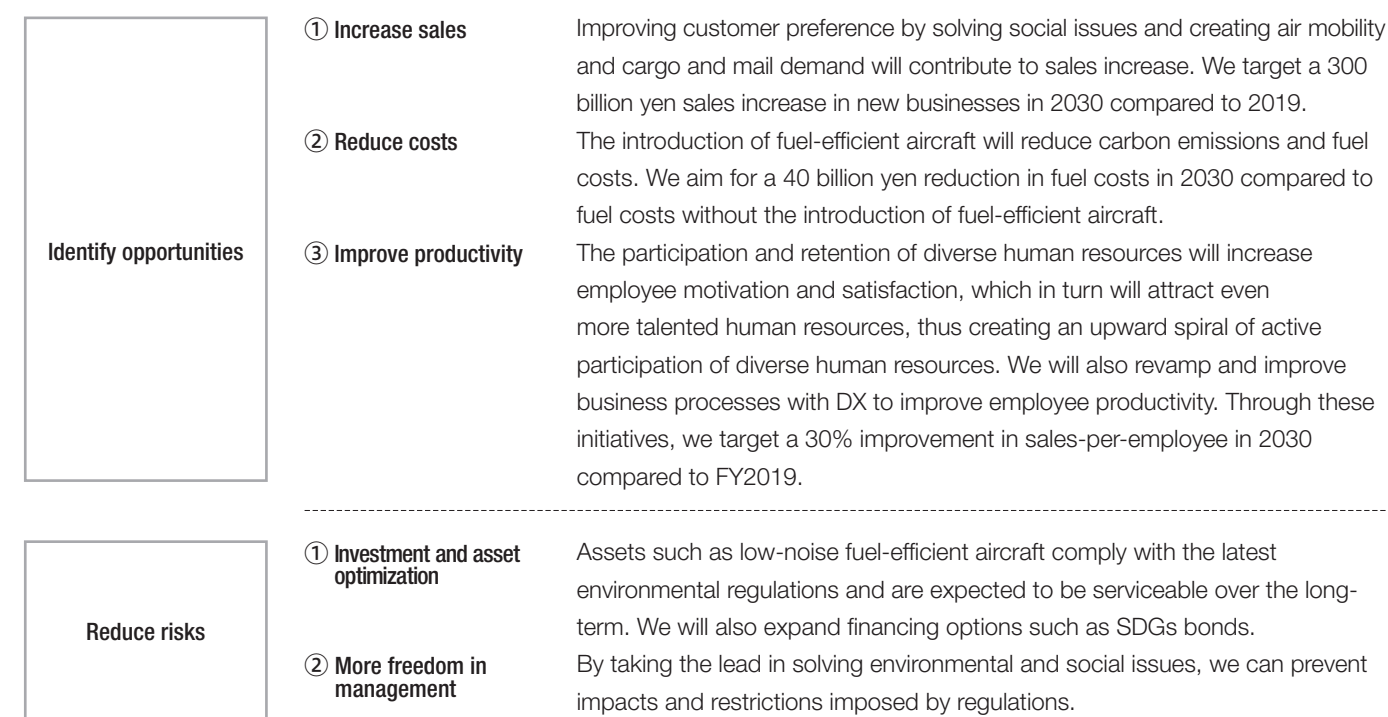 Identify opportunities
① Increase sales
Improving customer preference by solving social issues and creating air mobility
and cargo and mail demand will contribute to sales increase. We target a 300
billion yen sales increase in new businesses in 2030 compared to 2019.
② Reduce costs
The introduction of fuel-efficient aircraft will reduce carbon emissions and fuel
costs. We aim for a 40 billion yen reduction in fuel costs in 2030 compared to
fuel costs without the introduction of fuel-efficient aircraft.
③ Improve productivity
The participation and retention of diverse human resources will increase
employee motivation and satisfaction, which in turn will attract even
more talented human resources, thus creating an upward spiral of active
participation of diverse human resources. We will also revamp and improve
business processes with DX to improve employee productivity. Through these
initiatives, we target a 30% improvement in sales-per-employee in 2030
compared to FY2019.
Reduce risks
① Investment and asset
optimization
Assets such as low-noise fuel-efficient aircraft comply with the latest
environmental regulations and are expected to be serviceable over the long-
term. We will also expand financing options such as SDGs bonds.
② More freedom in
management
By taking the lead in solving environmental and social issues, we can prevent
impacts and restrictions imposed by regulations.